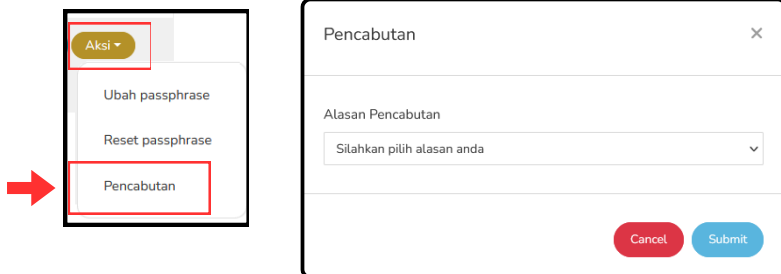 Aksi
Ubah passphrase
Reset passphrase
Pencabutan
Pencabutan
×
Alasan Pencabutan
Silahkan pilih alasan anda
Cancel
Submit